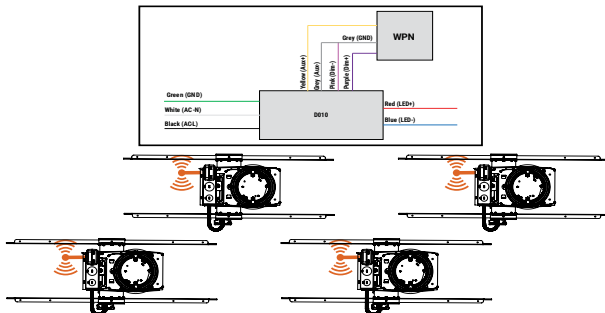 WPN
Grey (GND)
Yellow (Aux+)
Grey (Aux-)
Pink (Dim-)
Purple (Dim+)
Green (GND)
White (AC-N)
Black (AC-L)
D010
Red (LED+)
Blue (LED-)